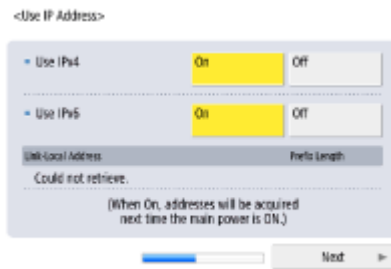 <Use IP Address>
Use IPv4 On Off
Use IPv6 On Off
Link-Local Address Prefix Length
Could not retrieve.
(When On, addresses will be acquired
next time the main power is ON.)
Next